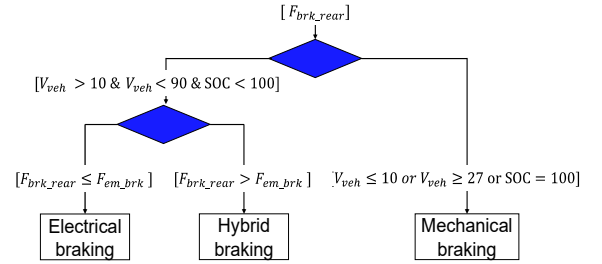 [ F_brk_rear]
[V_veh > 10 & V_veh < 90 & SOC < 100]
[F_brk_rear ≤ F_em_brk ] [F_brk_rear > F_em_brk ] [V_veh ≤ 10 or V_veh ≥ 27 or SOC = 100]
Electrical braking
Hybrid braking
Mechanical braking